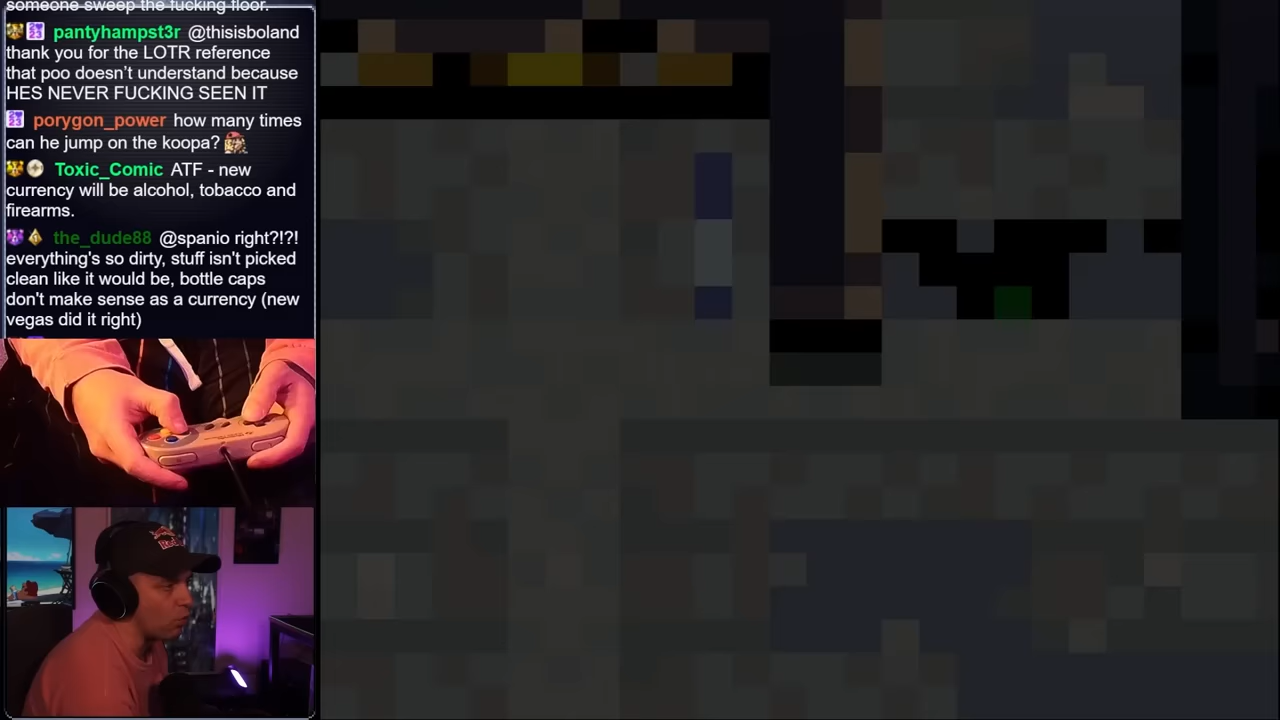 someone sweep the fucking floor.
pantyhampst3r @thisisboland
thank you for the LOTR reference
that poo doesn't understand because
HES NEVER FUCKING SEEN IT
porygon_power how many times
can he jump on the koopa?
Toxic_Comic ATF - new
currency will be alcohol, tobacco and
firearms.
the_dude88 @spanio right?!?!
everything's so dirty, stuff isn't picked
clean like it would be, bottle caps
don't make sense as a currency (new
vegas did it right)